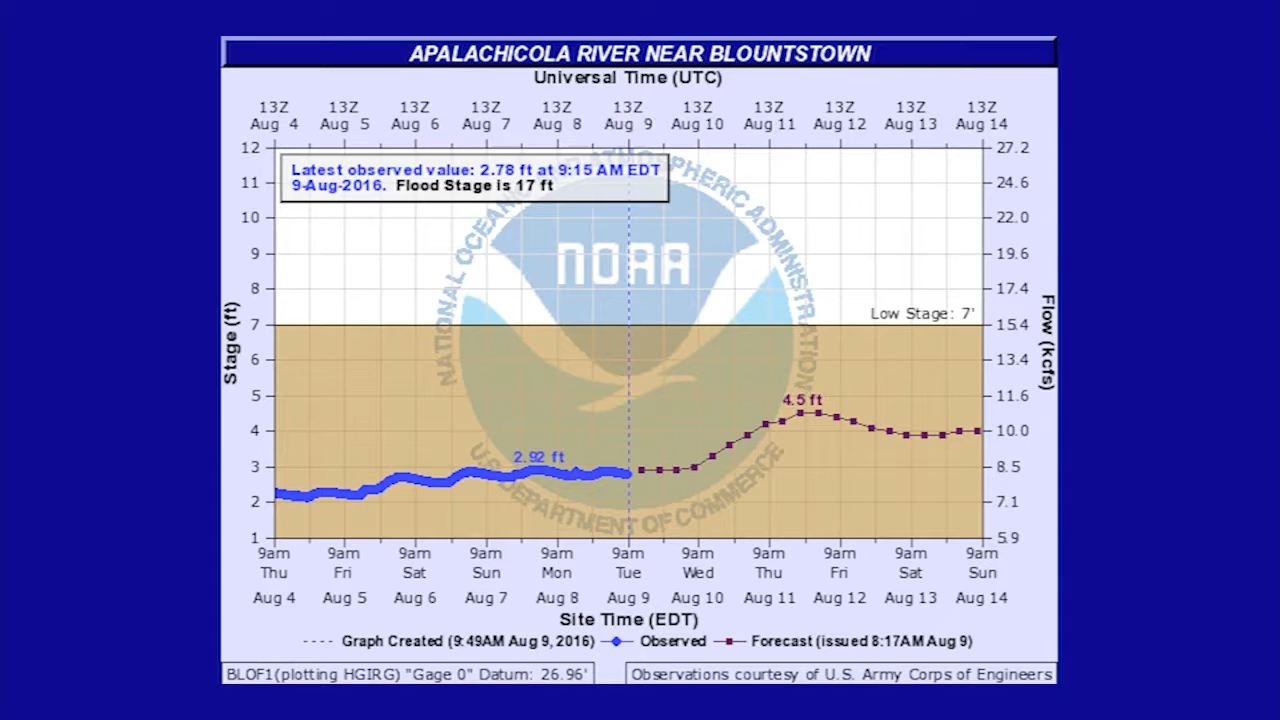 APALACHICOLA RIVER NEAR BLOUNTSTOWN
Universal Time (UTC)
13Z 13Z 13Z 13Z 13Z 13Z 13Z 13Z 13Z 13Z 13Z
Aug 4 Aug 5 Aug 6 Aug 7 Aug 8 Aug 9 Aug 10 Aug 11 Aug 12 Aug 13 Aug 14
Latest observed value: 2.78 ft at 9:15 AM EDT
9-Aug-2016. Flood Stage is 17 ft
12 27.2
11 24.6
10 22.0
9 19.6
8 17.4
7 15.4
6 13.4
5 11.6
4 10.0
3 8.5
2 7.1
1 5.9
Stage (ft)
Flow (kcfs)
NATIONAL OCEANIC AND ATMOSPHERIC ADMINISTRATION
NOAA
U.S. DEPARTMENT OF COMMERCE
Low Stage: 7'
4.5 ft
2.92 ft
9am 9am 9am 9am 9am 9am 9am 9am 9am 9am 9am
Thu Fri Sat Sun Mon Tue Wed Thu Fri Sat Sun
Aug 4 Aug 5 Aug 6 Aug 7 Aug 8 Aug 9 Aug 10 Aug 11 Aug 12 Aug 13 Aug 14
Site Time (EDT)
Graph Created (9:49AM Aug 9, 2016) Observed Forecast (issued 8:17AM Aug 9)
BLOF1(plotting HGIRG) "Gage 0" Datum: 26.96'
Observations courtesy of U.S. Army Corps of Engineers